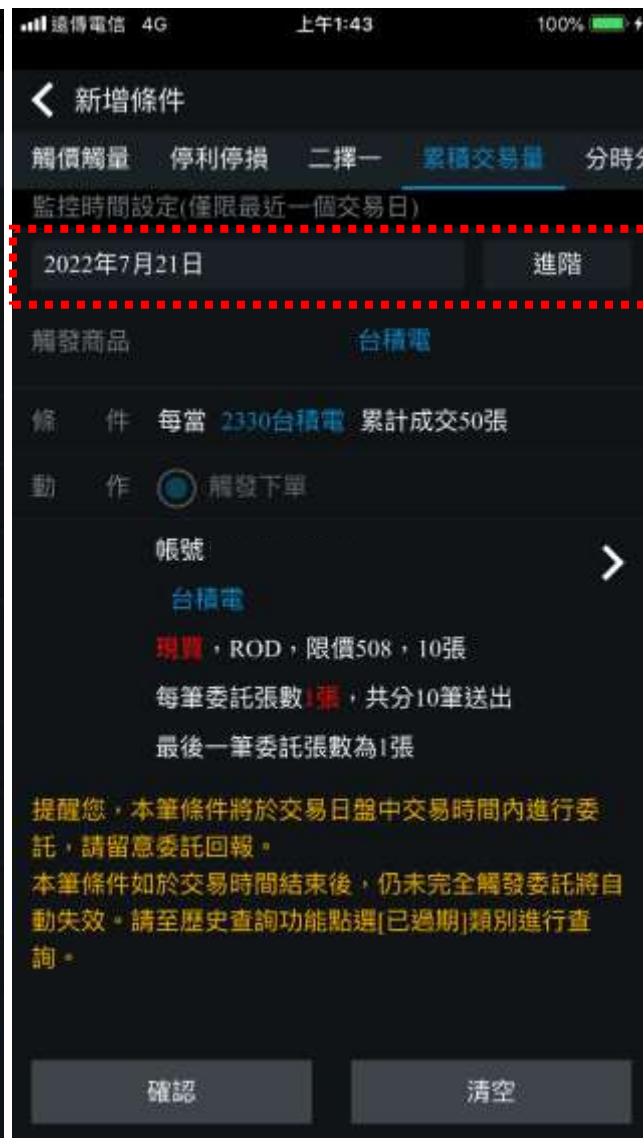 遠傳電信 4G 上午1:43 100%
新增條件
觸價觸量 停利停損 二擇一 累積交易量 分時分
監控時間設定(僅限最近一個交易日)
2022年7月21日 進階
觸發商品 台積電
條 件 每當 2330台積電 累計成交50張
動 作 觸發下單
帳號
台積電
現買，ROD，限價508，10張
每筆委託張數1張，共分10筆送出
最後一筆委託張數為1張
提醒您，本筆條件將於交易日盤中交易時間內進行委
託，請留意委託回報。
本筆條件如於交易時間結束後，仍未完全觸發委託將自
動失效。請至歷史查詢功能點選[已過期]類別進行查
詢。
確認 清空